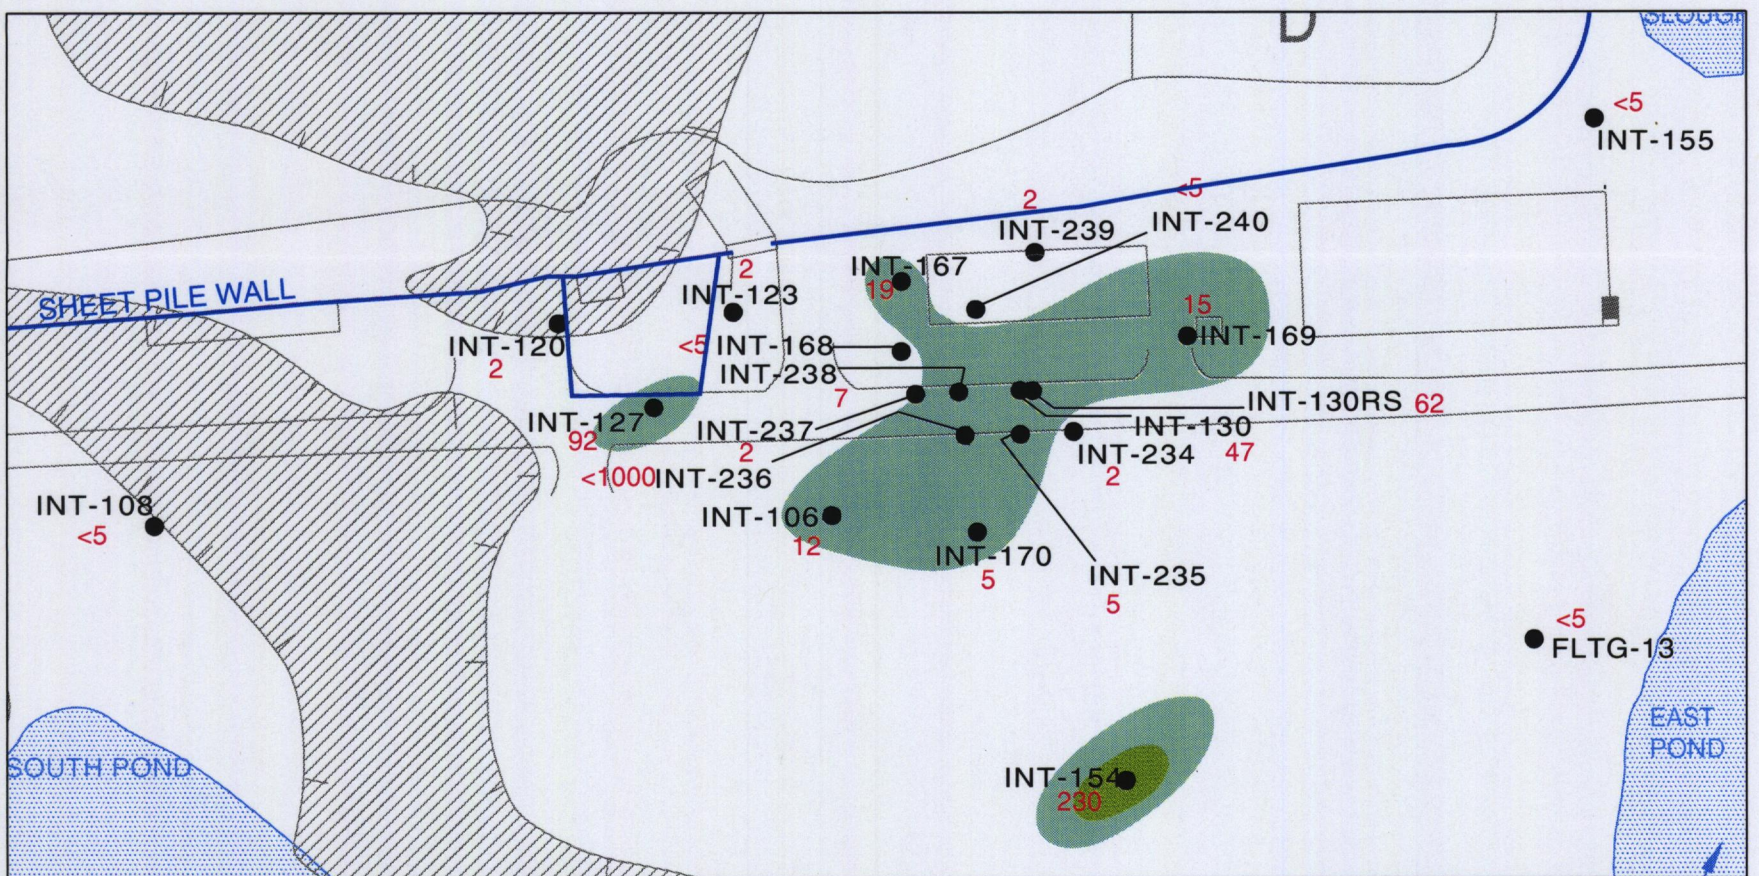 D
SLOUGH
<5
INT-155
2
<5
INT-239
INT-240
INT-167
19
2
INT-123
SHEET PILE WALL
15
INT-169
INT-120
2
<5
INT-168
INT-238
7
INT-130RS 62
INT-127
92
INT-237
2
INT-130
47
INT-234
2
<1000
INT-236
INT-108
<5
INT-106
12
INT-170
5
INT-235
5
<5
FLTG-13
EAST
POND
SOUTH POND
INT-154
230